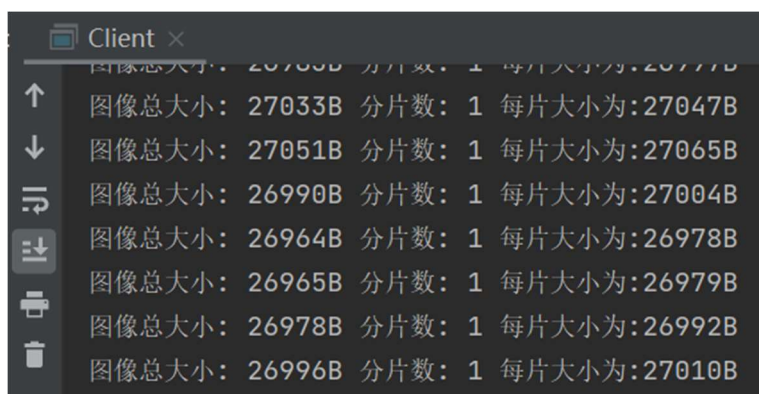 Client
图像总大小: 27033B 分片数: 1 每片大小为:27047B
图像总大小: 27051B 分片数: 1 每片大小为:27065B
图像总大小: 26990B 分片数: 1 每片大小为:27004B
图像总大小: 26964B 分片数: 1 每片大小为:26978B
图像总大小: 26965B 分片数: 1 每片大小为:26979B
图像总大小: 26978B 分片数: 1 每片大小为:26992B
图像总大小: 26996B 分片数: 1 每片大小为:27010B